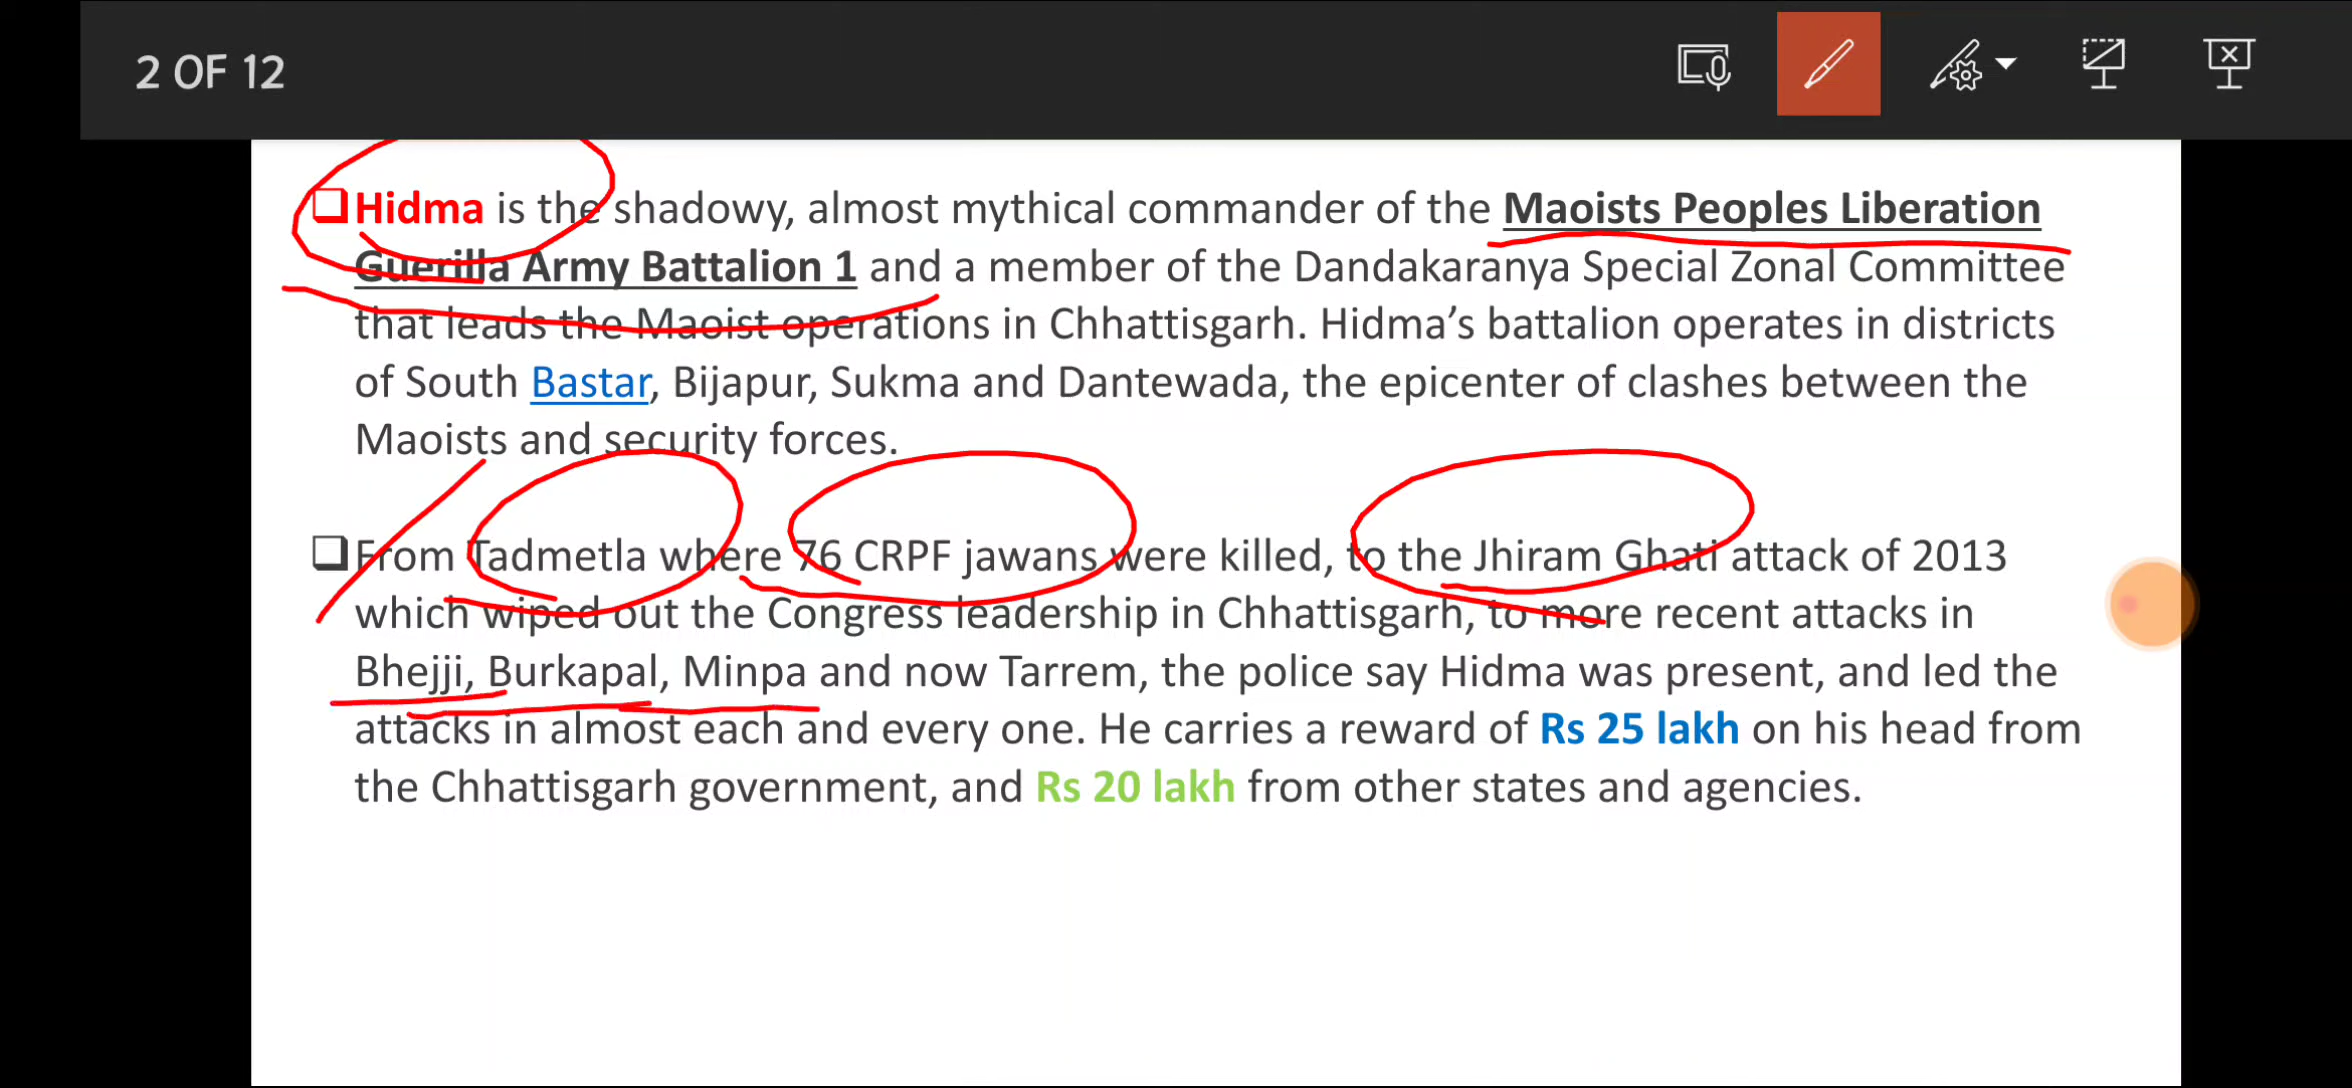 2 OF 12
Hidma is the shadowy, almost mythical commander of the Maoists Peoples Liberation
Guerilla Army Battalion 1 and a member of the Dandakaranya Special Zonal Committee
that leads the Maoist operations in Chhattisgarh. Hidma’s battalion operates in districts
of South Bastar, Bijapur, Sukma and Dantewada, the epicenter of clashes between the
Maoists and security forces.
From Tadmetla where 76 CRPF jawans were killed, to the Jhiram Ghati attack of 2013
which wiped out the Congress leadership in Chhattisgarh, to more recent attacks in
Bhejji, Burkapal, Minpa and now Tarrem, the police say Hidma was present, and led the
attacks in almost each and every one. He carries a reward of Rs 25 lakh on his head from
the Chhattisgarh government, and Rs 20 lakh from other states and agencies.